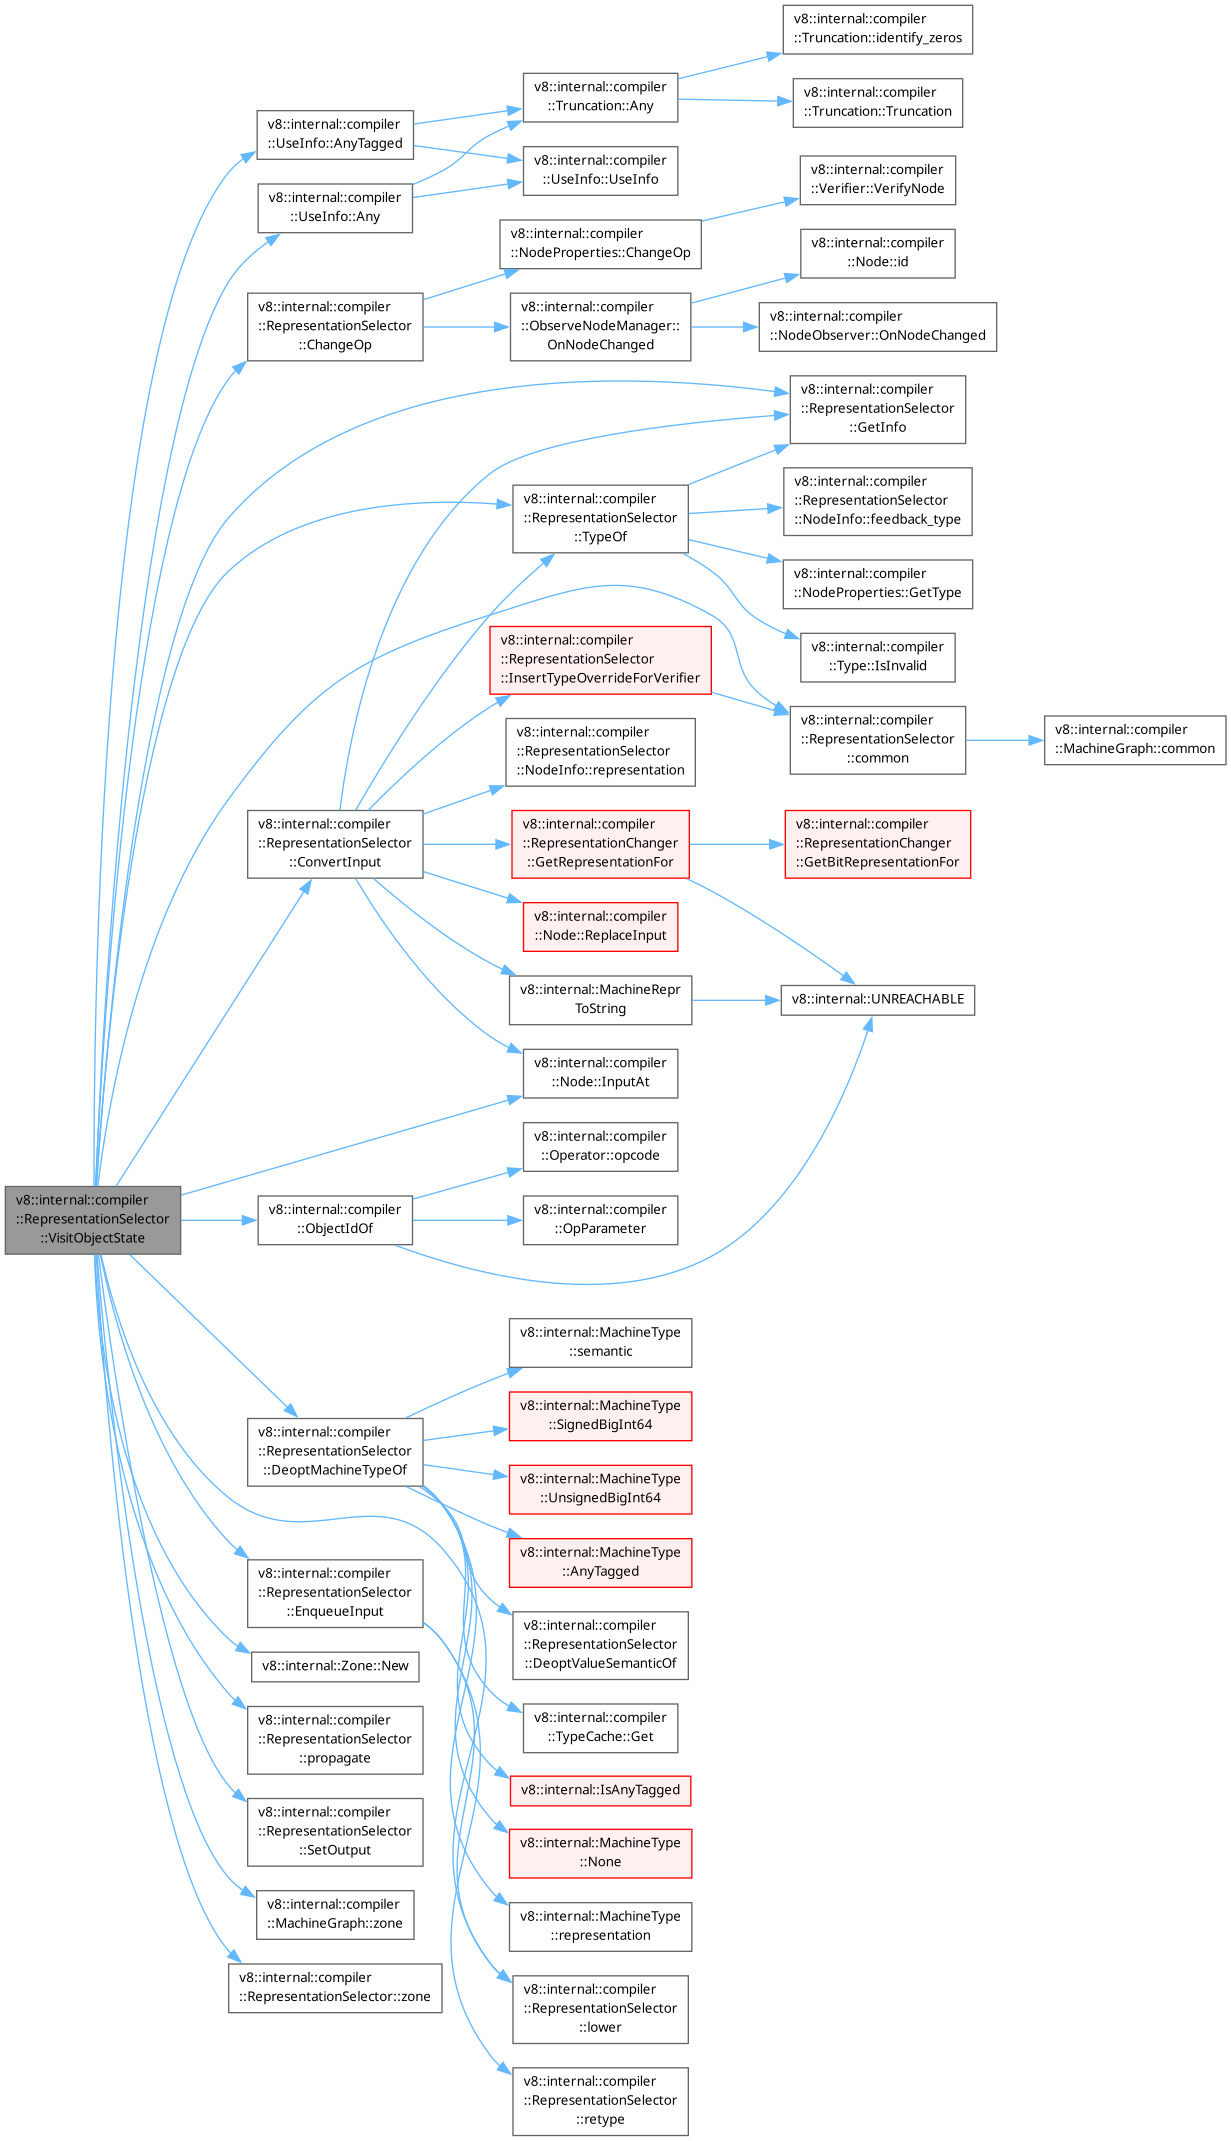 v8::internal::compiler
::Truncation::identify_zeros
v8::internal::compiler
::Truncation::Any
v8::internal::compiler
::Truncation::Truncation
v8::internal::compiler
::UseInfo::AnyTagged
v8::internal::compiler
::UseInfo::UseInfo
v8::internal::compiler
::UseInfo::Any
v8::internal::compiler
::Verifier::VerifyNode
v8::internal::compiler
::NodeProperties::ChangeOp
v8::internal::compiler
::Node::id
v8::internal::compiler
::RepresentationSelector
::ChangeOp
v8::internal::compiler
::ObserveNodeManager::
OnNodeChanged
v8::internal::compiler
::NodeObserver::OnNodeChanged
v8::internal::compiler
::RepresentationSelector
::GetInfo
v8::internal::compiler
::RepresentationSelector
::TypeOf
v8::internal::compiler
::RepresentationSelector
::NodeInfo::feedback_type
v8::internal::compiler
::NodeProperties::GetType
v8::internal::compiler
::Type::IsInvalid
v8::internal::compiler
::RepresentationSelector
::InsertTypeOverrideForVerifier
v8::internal::compiler
::RepresentationSelector
::common
v8::internal::compiler
::MachineGraph::common
v8::internal::compiler
::RepresentationSelector
::NodeInfo::representation
v8::internal::compiler
::RepresentationSelector
::ConvertInput
v8::internal::compiler
::RepresentationChanger
::GetRepresentationFor
v8::internal::compiler
::RepresentationChanger
::GetBitRepresentationFor
v8::internal::compiler
::Node::ReplaceInput
v8::internal::MachineRepr
ToString
v8::internal::UNREACHABLE
v8::internal::compiler
::Node::InputAt
v8::internal::compiler
::Operator::opcode
v8::internal::compiler
::RepresentationSelector
::VisitObjectState
v8::internal::compiler
::ObjectIdOf
v8::internal::compiler
::OpParameter
v8::internal::MachineType
::semantic
v8::internal::MachineType
::SignedBigInt64
v8::internal::compiler
::RepresentationSelector
::DeoptMachineTypeOf
v8::internal::MachineType
::UnsignedBigInt64
v8::internal::MachineType
::AnyTagged
v8::internal::compiler
::RepresentationSelector
::EnqueueInput
v8::internal::compiler
::RepresentationSelector
::DeoptValueSemanticOf
v8::internal::Zone::New
v8::internal::compiler
::RepresentationSelector
::propagate
v8::internal::compiler
::TypeCache::Get
v8::internal::IsAnyTagged
v8::internal::compiler
::RepresentationSelector
::SetOutput
v8::internal::MachineType
::None
v8::internal::compiler
::MachineGraph::zone
v8::internal::MachineType
::representation
v8::internal::compiler
::RepresentationSelector::zone
v8::internal::compiler
::RepresentationSelector
::lower
v8::internal::compiler
::RepresentationSelector
::retype